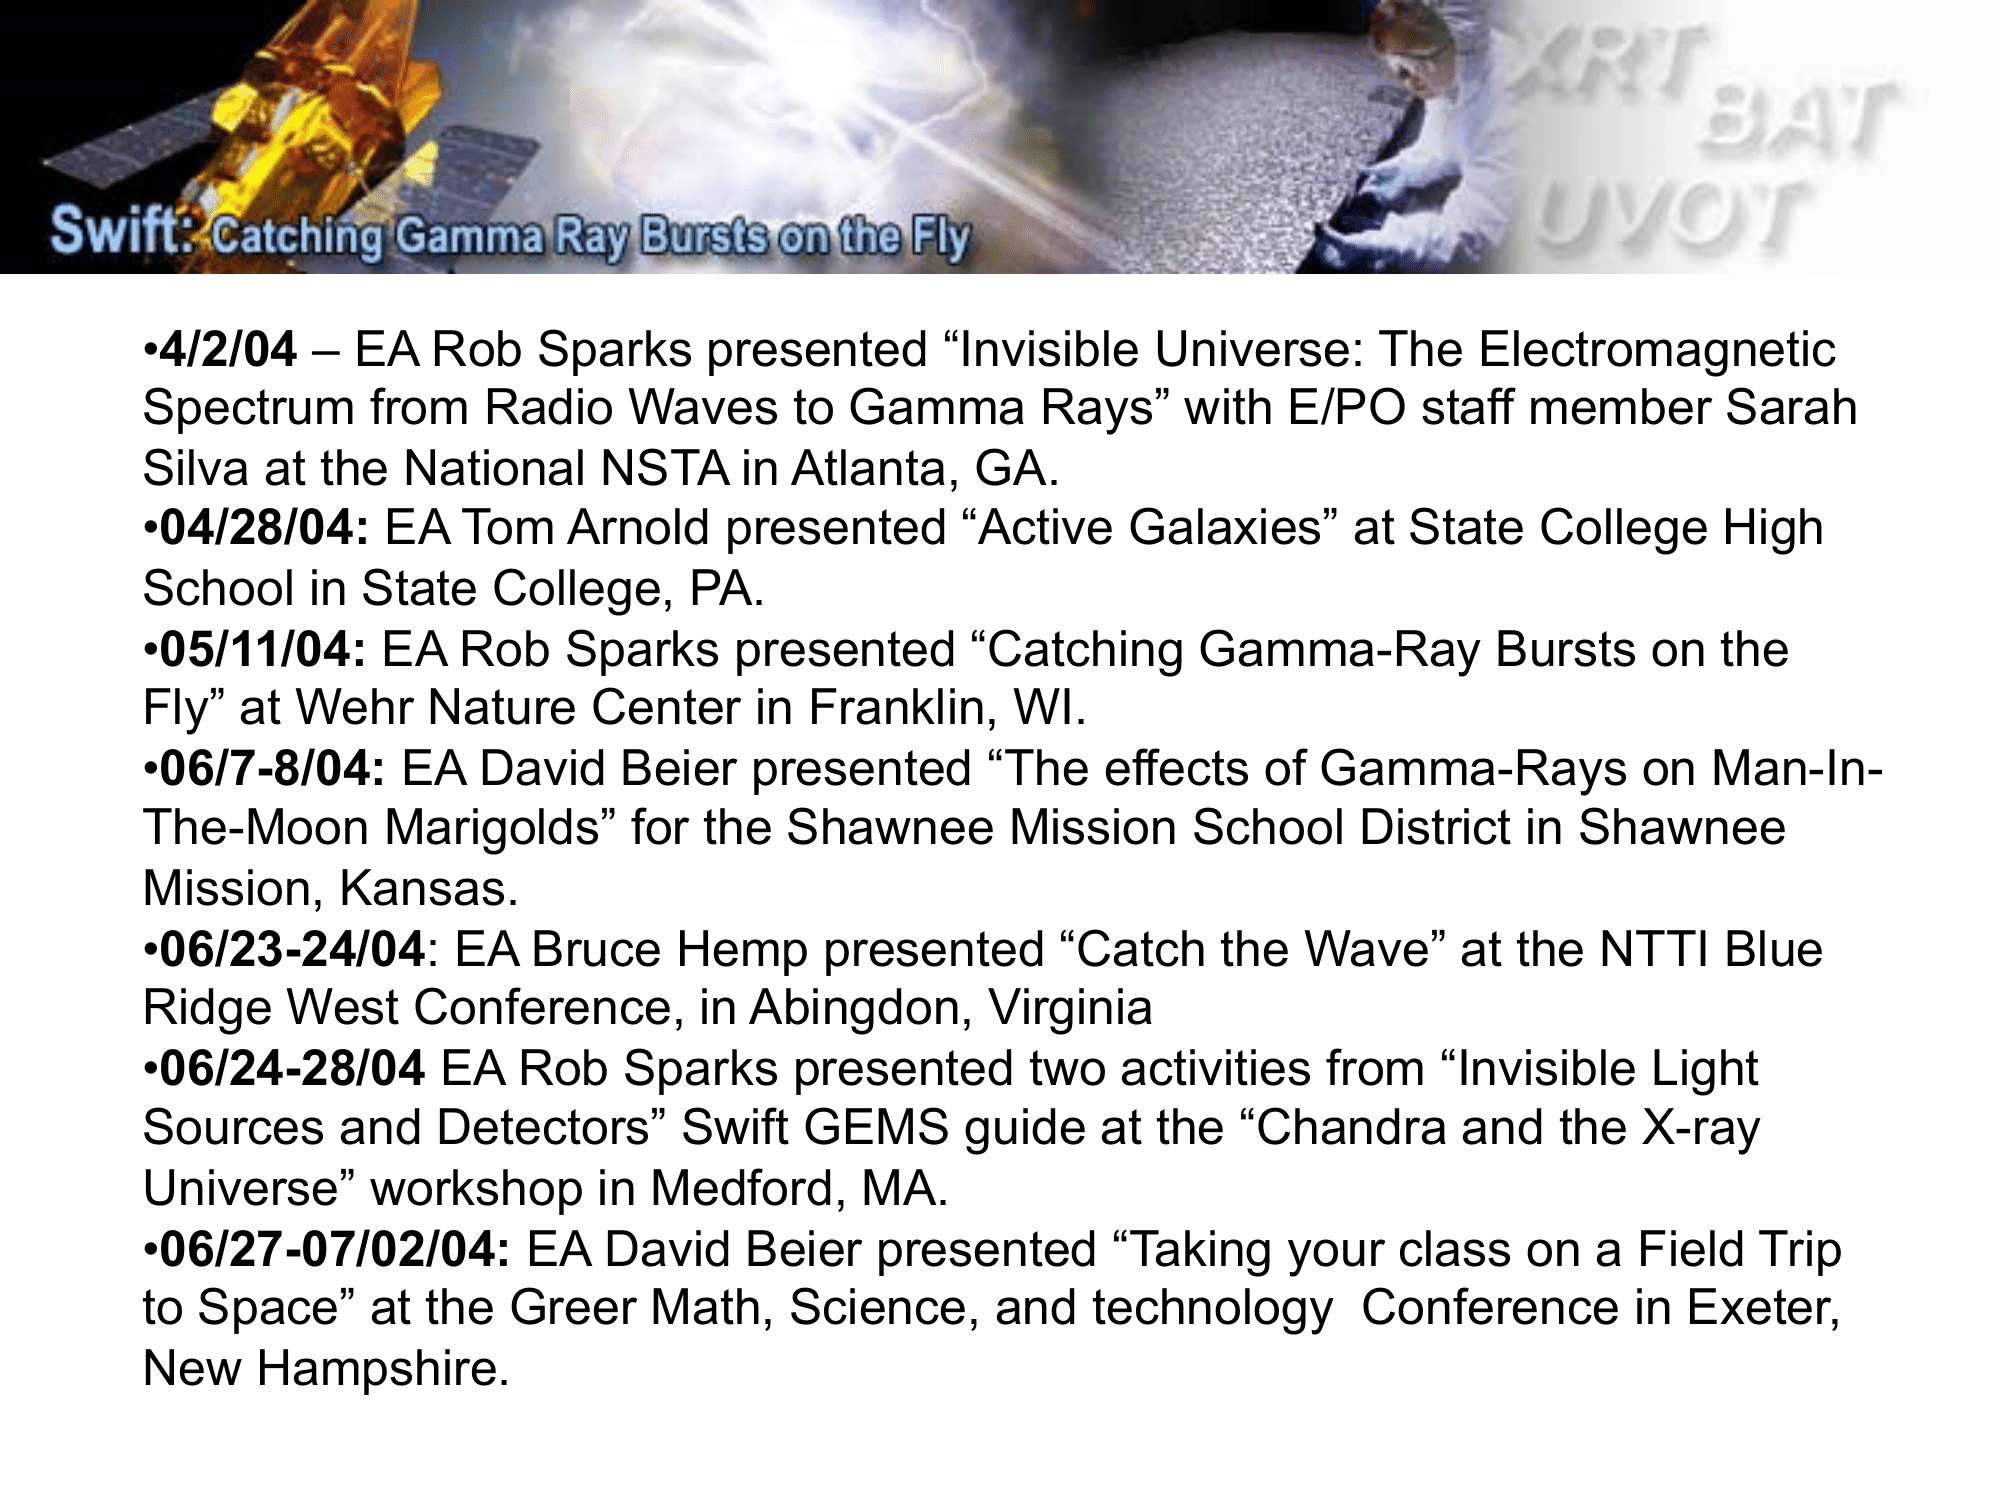 XRT
BAT
UVOT
Swift: Catching Gamma Ray Bursts on the Fly
•4/2/04 – EA Rob Sparks presented “Invisible Universe: The Electromagnetic
Spectrum from Radio Waves to Gamma Rays” with E/PO staff member Sarah
Silva at the National NSTA in Atlanta, GA.
•04/28/04: EA Tom Arnold presented “Active Galaxies” at State College High
School in State College, PA.
•05/11/04: EA Rob Sparks presented “Catching Gamma-Ray Bursts on the
Fly” at Wehr Nature Center in Franklin, WI.
•06/7-8/04: EA David Beier presented “The effects of Gamma-Rays on Man-In-
The-Moon Marigolds” for the Shawnee Mission School District in Shawnee
Mission, Kansas.
•06/23-24/04: EA Bruce Hemp presented “Catch the Wave” at the NTTI Blue
Ridge West Conference, in Abingdon, Virginia
•06/24-28/04 EA Rob Sparks presented two activities from “Invisible Light
Sources and Detectors” Swift GEMS guide at the “Chandra and the X-ray
Universe” workshop in Medford, MA.
•06/27-07/02/04: EA David Beier presented “Taking your class on a Field Trip
to Space” at the Greer Math, Science, and technology  Conference in Exeter,
New Hampshire.